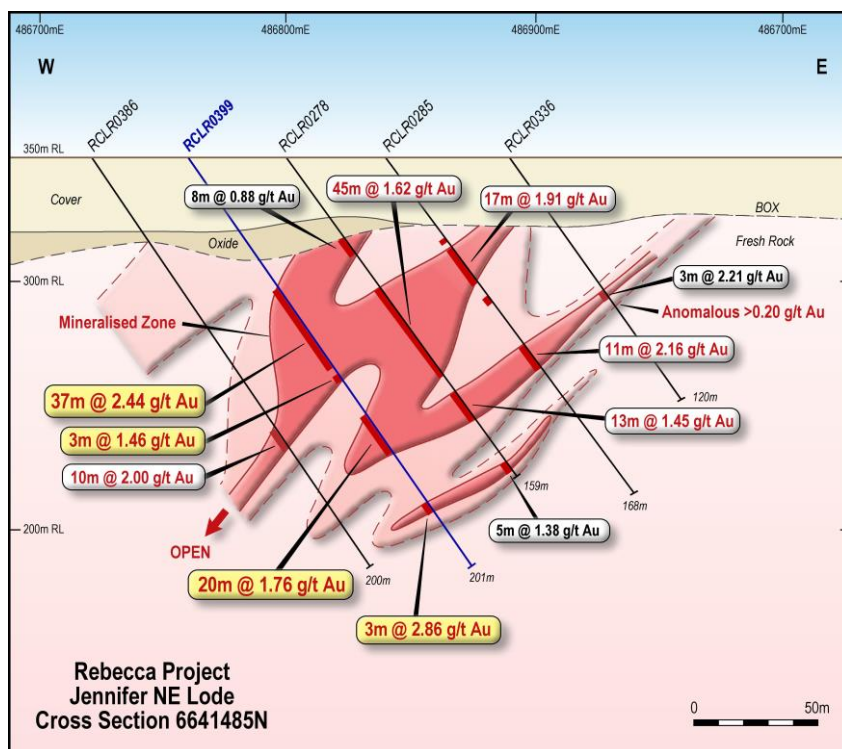 486700mE
486800mE
486900mE
486700mE
W
E
RCLR0386
RCLR0399
RCLR0278
RCLR0285
RCLR0336
350m RL
8m @ 0.88 g/t Au
45m @ 1.62 g/t Au
17m @ 1.91 g/t Au
Cover
BOX
Oxide
Fresh Rock
300m RL
3m @ 2.21 g/t Au
Anomalous >0.20 g/t Au
Mineralised Zone
11m @ 2.16 g/t Au
37m @ 2.44 g/t Au
120m
13m @ 1.45 g/t Au
3m @ 1.46 g/t Au
10m @ 2.00 g/t Au
159m
168m
200m RL
5m @ 1.38 g/t Au
OPEN
200m
201m
20m @ 1.76 g/t Au
3m @ 2.86 g/t Au
Rebecca Project
Jennifer NE Lode
Cross Section 6641485N
0
50m